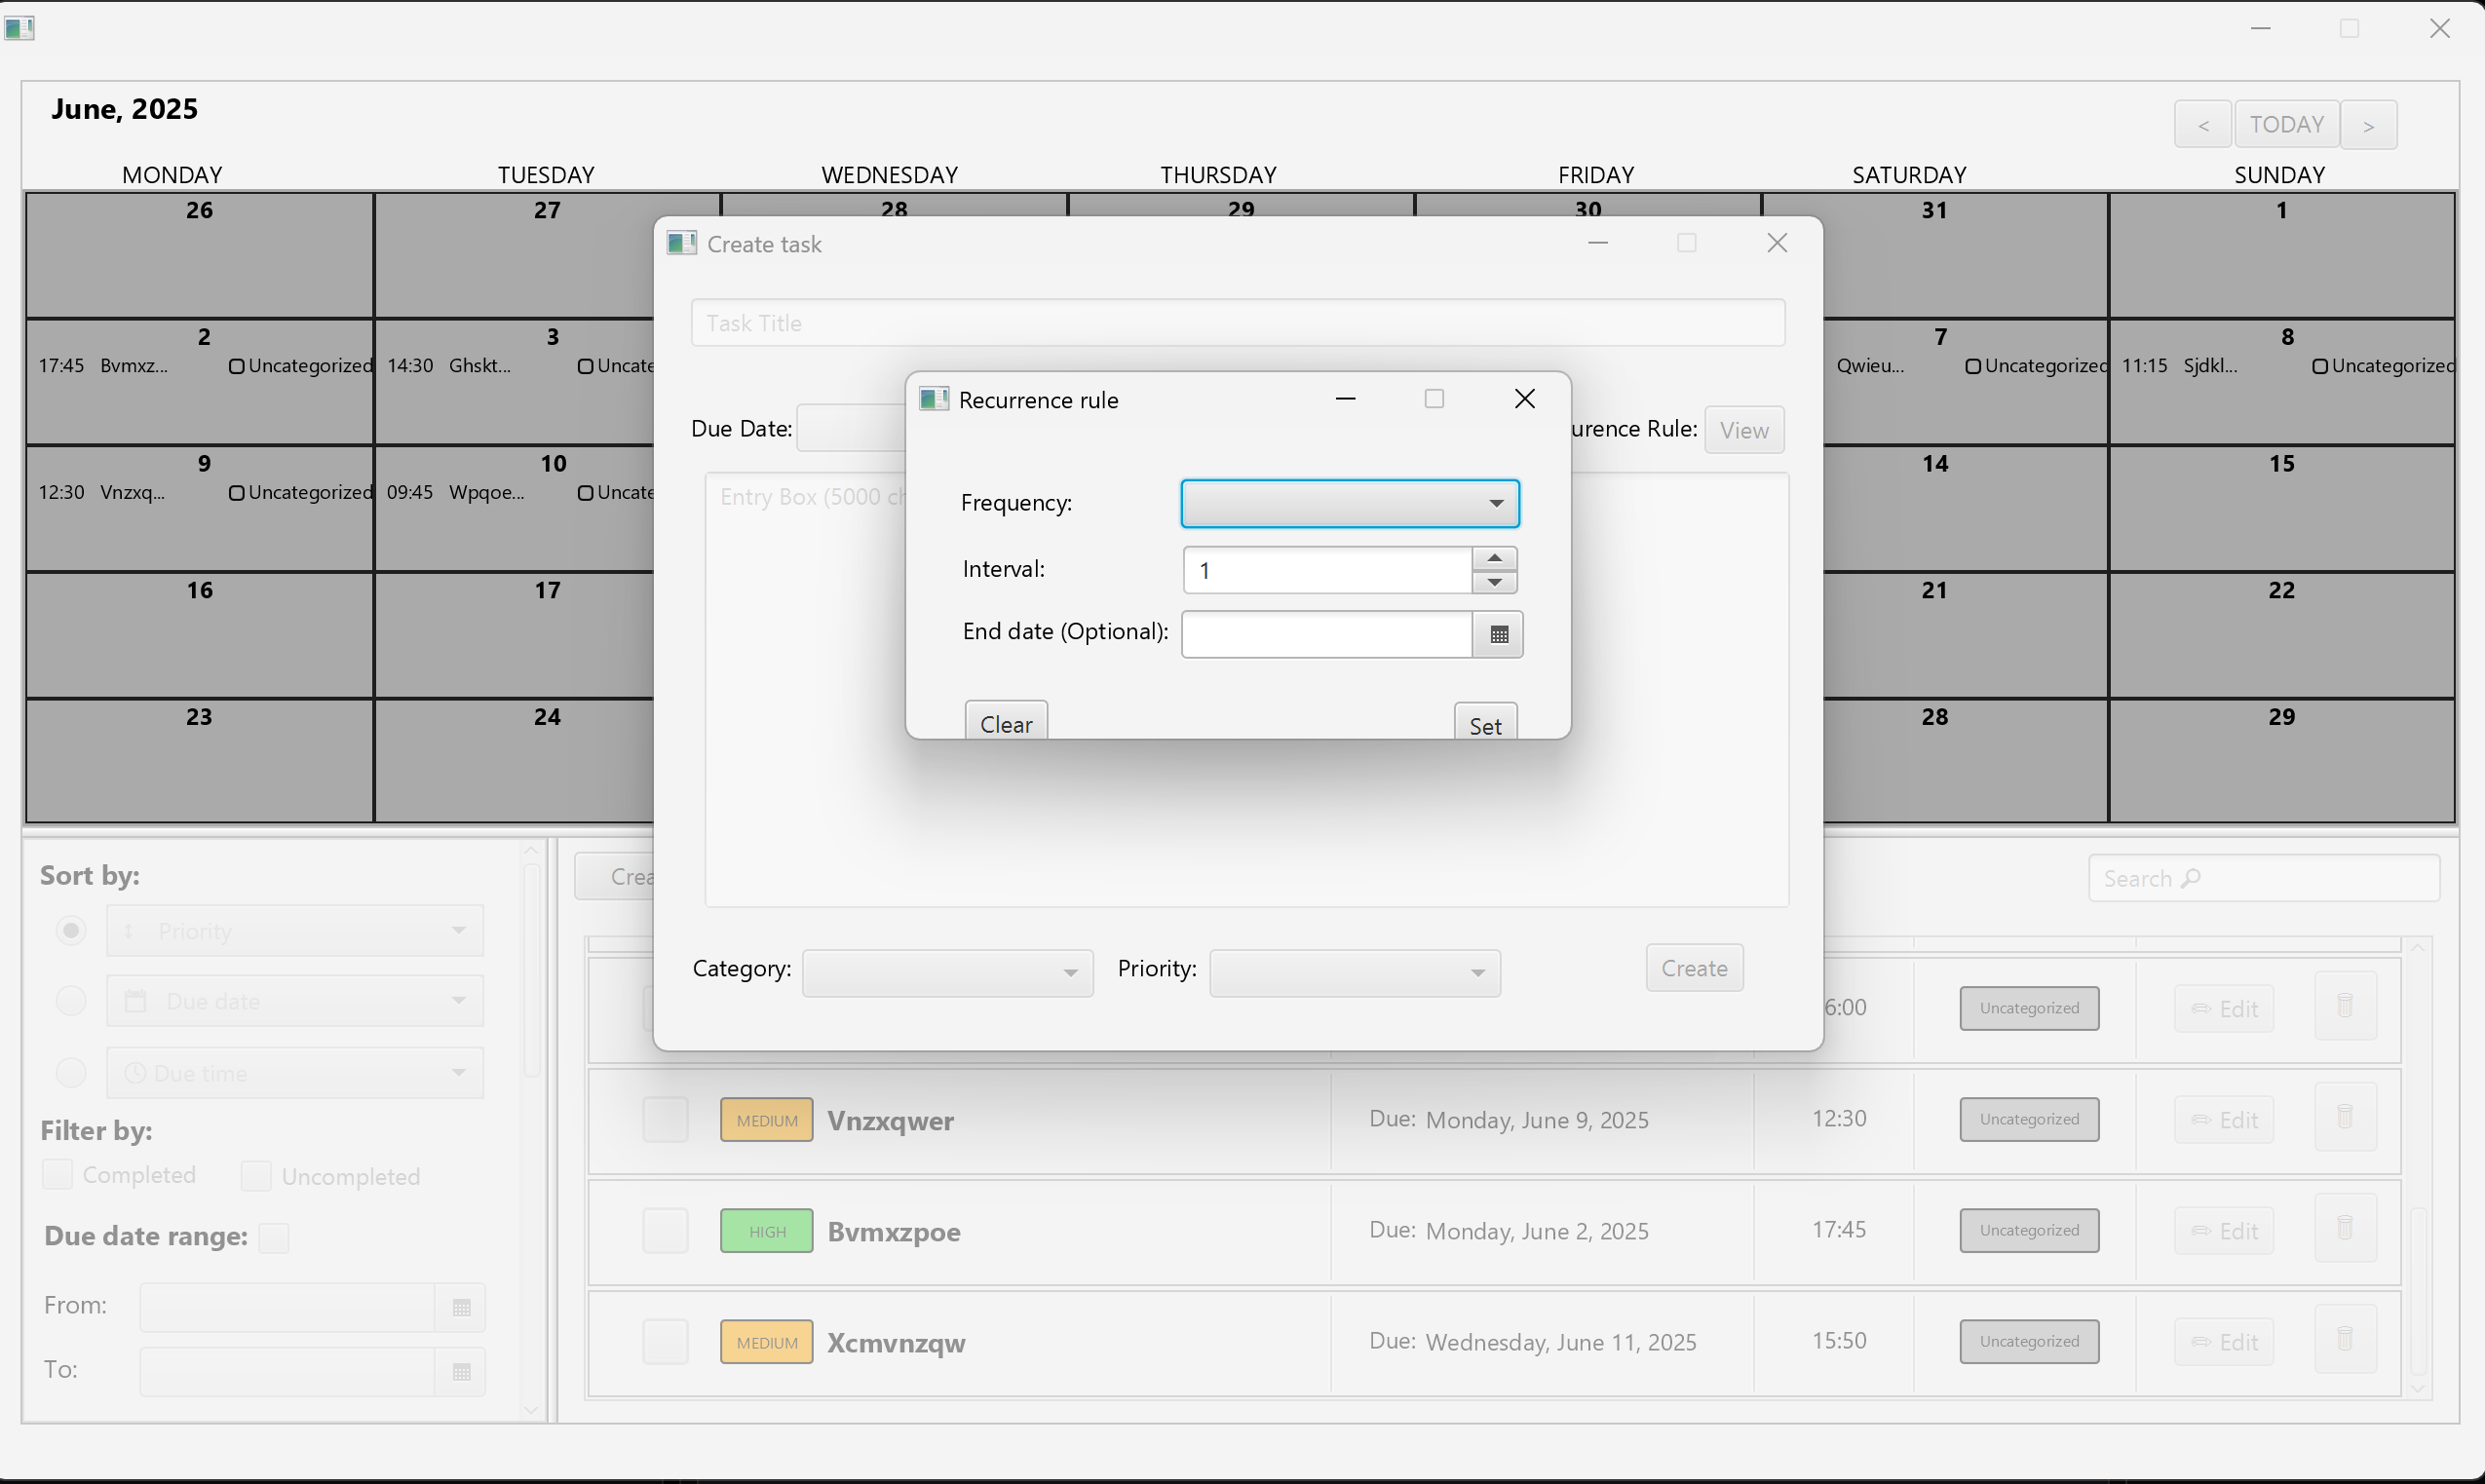 June, 2025
< TODAY >
MONDAY TUESDAY WEDNESDAY THURSDAY FRIDAY SATURDAY SUNDAY
26 27 28 29 30 31 1
Create task
Task Title
2 3 7 8
17:45 Bvmxz... Uncategorized 14:30 Ghskt... Uncate Qwieu... Uncategorized 11:15 Sjdkl... Uncategorized
Recurrence rule
Due Date: urence Rule: View
9 10 14 15
12:30 Vnzxq... Uncategorized 09:45 Wpqoe... Uncate
Entry Box (5000 ch
Frequency:
Interval: 1
16 17 21 22
End date (Optional):
23 24 28 29
Clear Set
Sort by:
Crea
Search
Priority
Due date
Due time
Category: Priority: Create
6:00 Uncategorized Edit
MEDIUM Vnzxqwer Due: Monday, June 9, 2025 12:30 Uncategorized Edit
HIGH Bvmxzpoe Due: Monday, June 2, 2025 17:45 Uncategorized Edit
MEDIUM Xcmvnzqw Due: Wednesday, June 11, 2025 15:50 Uncategorized Edit
Filter by:
Completed Uncompleted
Due date range:
From:
To: